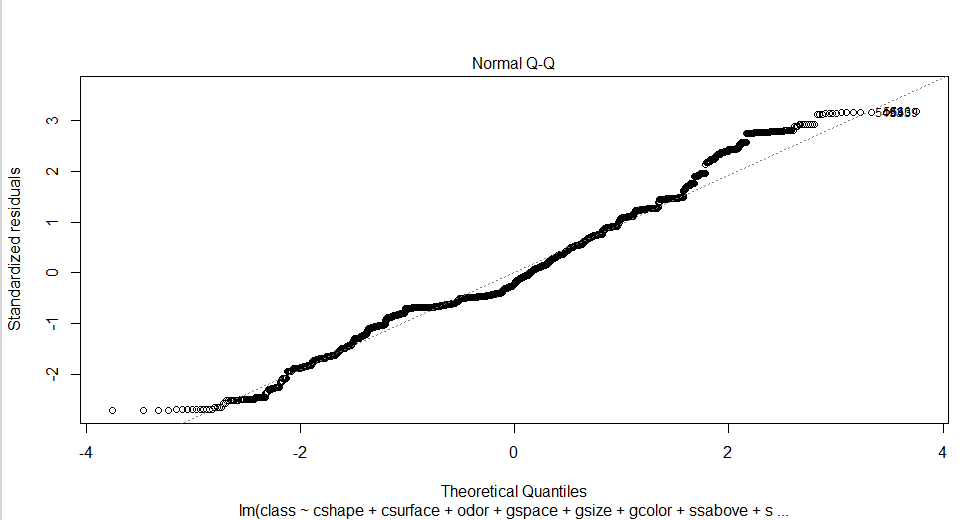 Normal Q-Q
Standardized residuals
3
2
1
0
-1
-2
-4
-2
0
2
4
Theoretical Quantiles
lm(class ~ cshape + csurface + odor + gspace + gsize + gcolor + ssabove + s ...